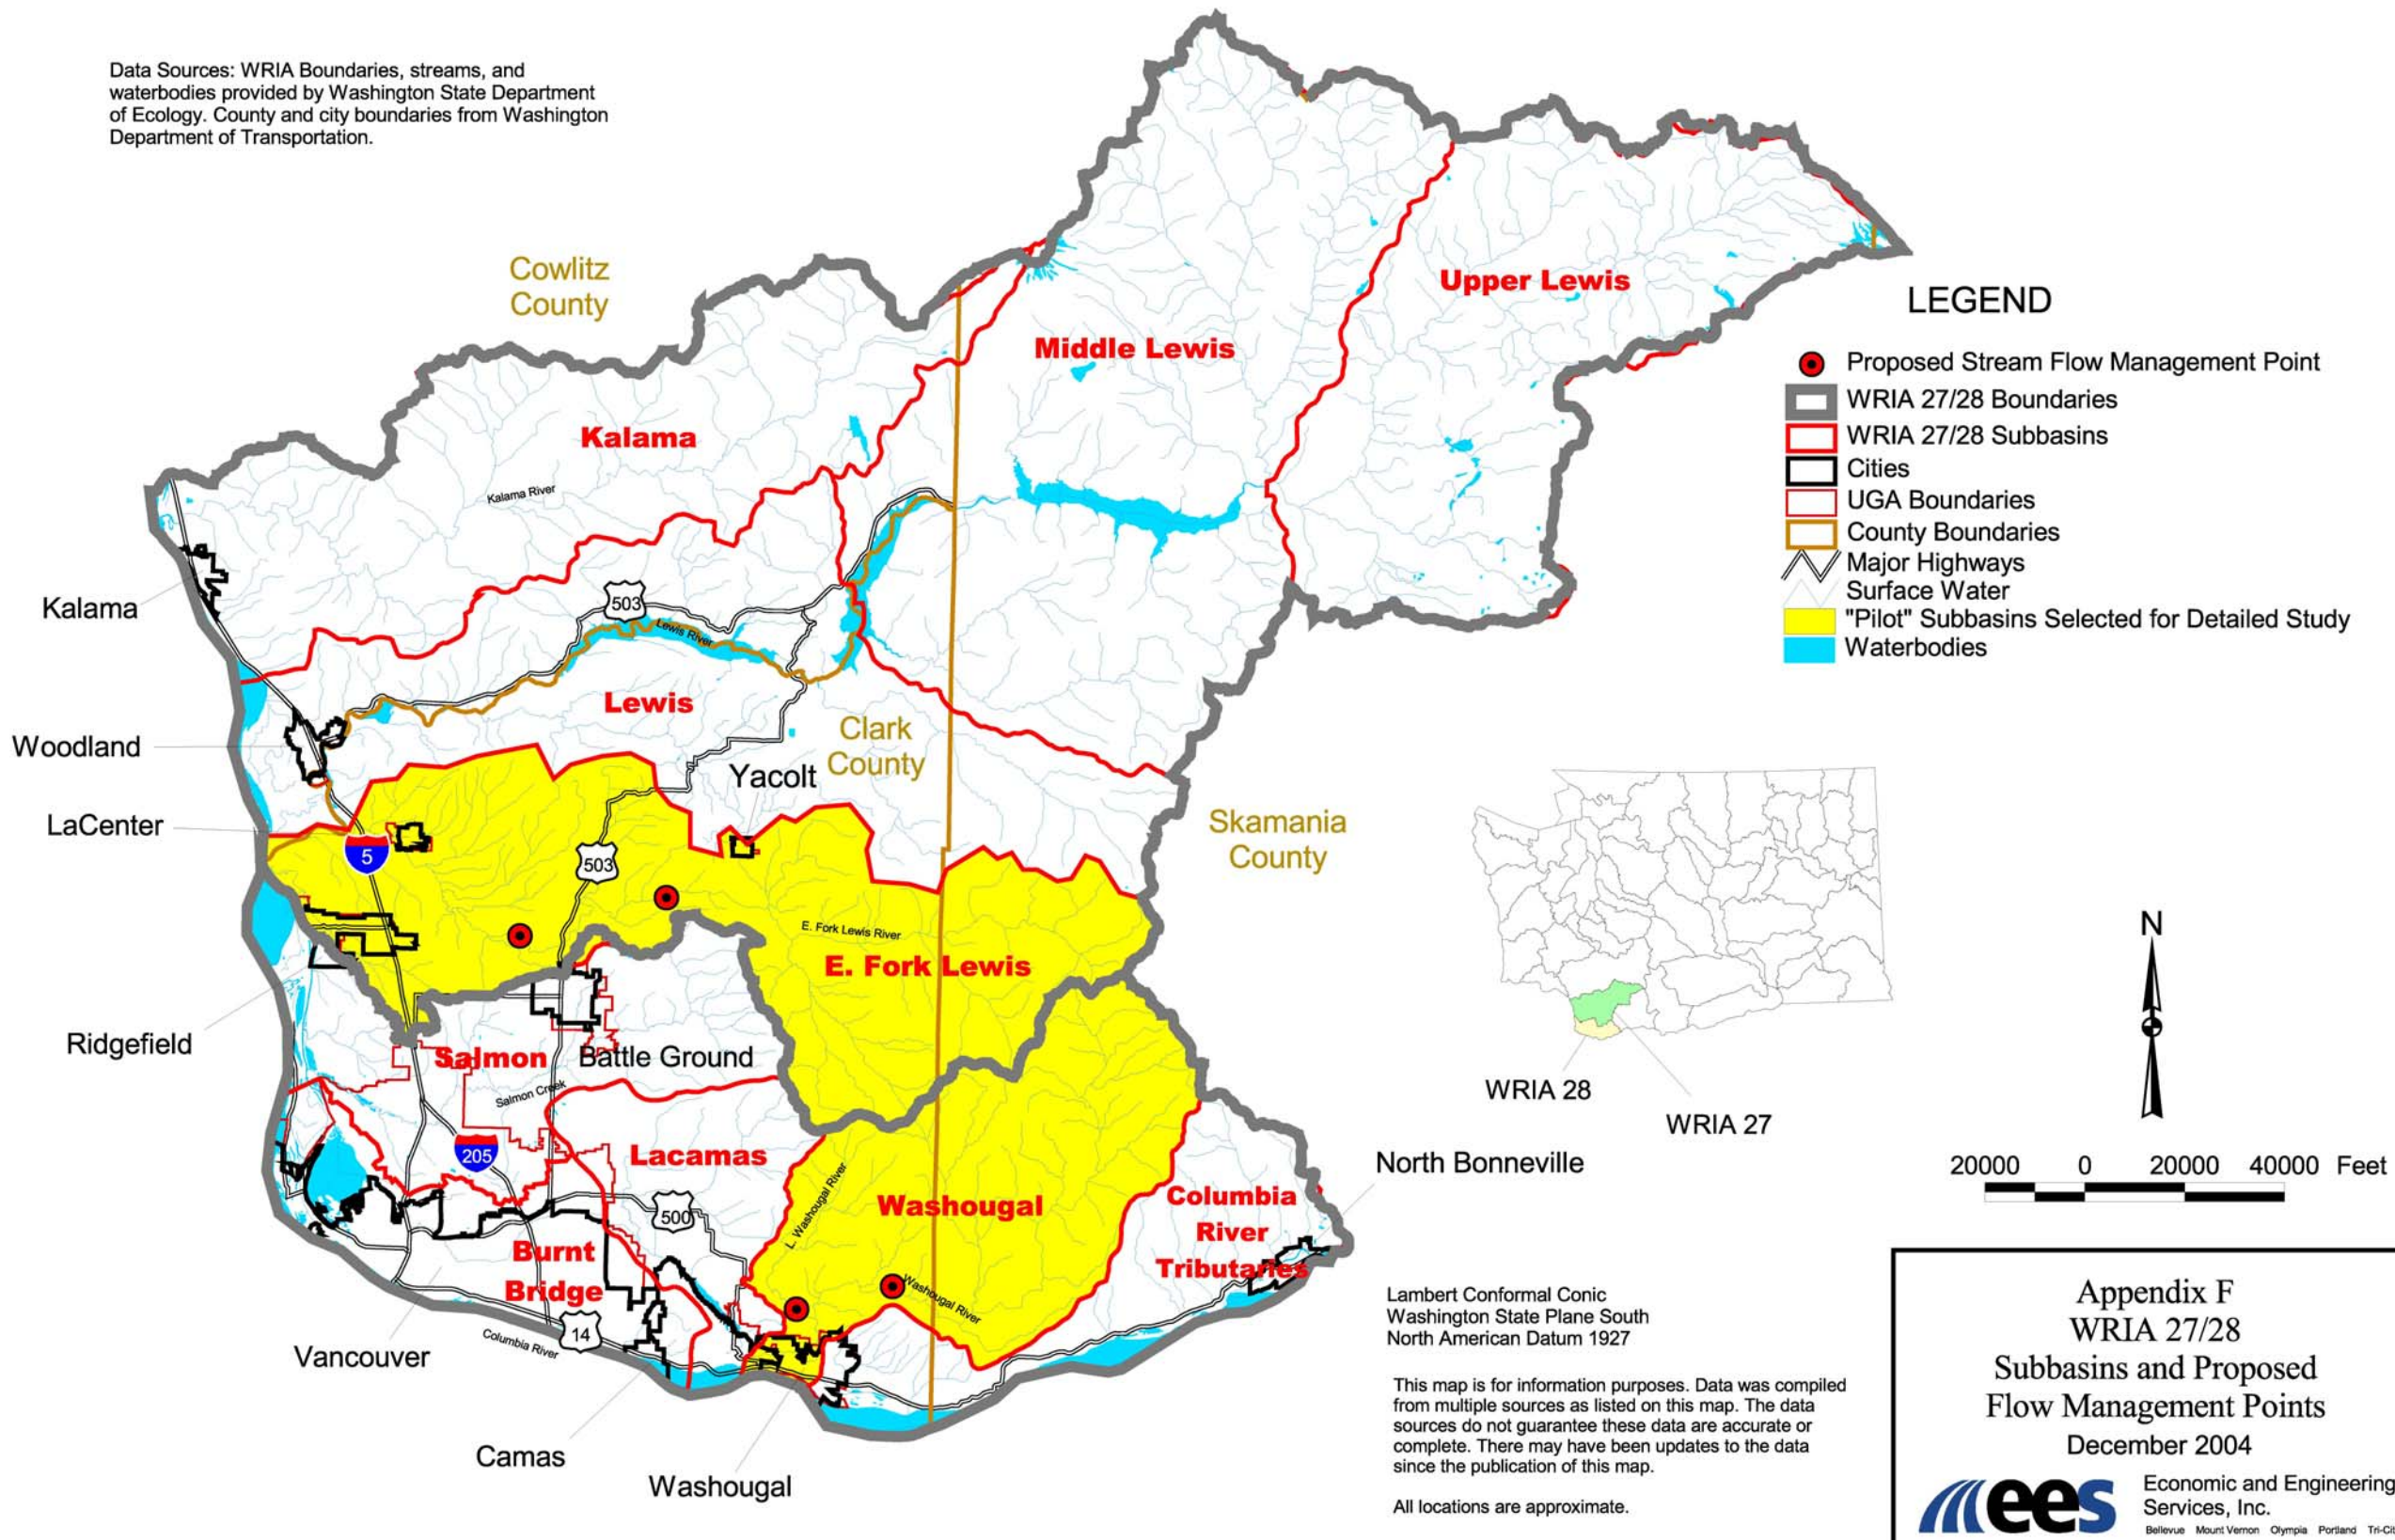 Data Sources: WRIA Boundaries, streams, and
waterbodies provided by Washington State Department
of Ecology. County and city boundaries from Washington
Department of Transportation.
Cowlitz
County
Upper Lewis
Middle Lewis
Kalama
Kalama River
503
Kalama
Lewis River
Lewis
Woodland
Clark
County
Yacolt
LaCenter
5
503
Skamania
County
E. Fork Lewis River
E. Fork Lewis
Ridgefield
Salmon
Battle Ground
Salmon Creek
205
Lacamas
L. Washougal River
500
Washougal
Columbia
River
Tributaries
North Bonneville
Burnt
Bridge
Washougal River
14
Columbia River
Vancouver
Camas
Washougal
LEGEND
Proposed Stream Flow Management Point
WRIA 27/28 Boundaries
WRIA 27/28 Subbasins
Cities
UGA Boundaries
County Boundaries
Major Highways
Surface Water
"Pilot" Subbasins Selected for Detailed Study
Waterbodies
WRIA 28
WRIA 27
N
20000 0 20000 40000 Feet
Lambert Conformal Conic
Washington State Plane South
North American Datum 1927
This map is for information purposes. Data was compiled
from multiple sources as listed on this map. The data
sources do not guarantee these data are accurate or
complete. There may have been updates to the data
since the publication of this map.
All locations are approximate.
Appendix F
WRIA 27/28
Subbasins and Proposed
Flow Management Points
December 2004
ees
Economic and Engineering
Services, Inc.
Bellevue Mount Vernon Olympia Portland Tri-Cit